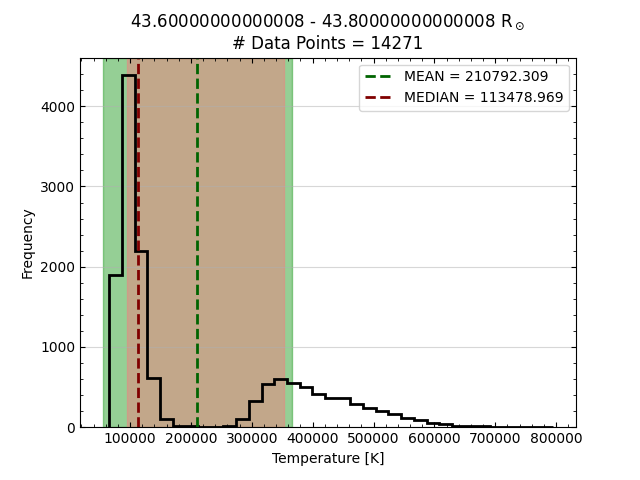 43.60000000000008 - 43.80000000000008 R⊙
# Data Points = 14271
MEAN = 210792.309
MEDIAN = 113478.969
Frequency
4000
3000
2000
1000
0
100000 200000 300000 400000 500000 600000 700000 800000
Temperature [K]